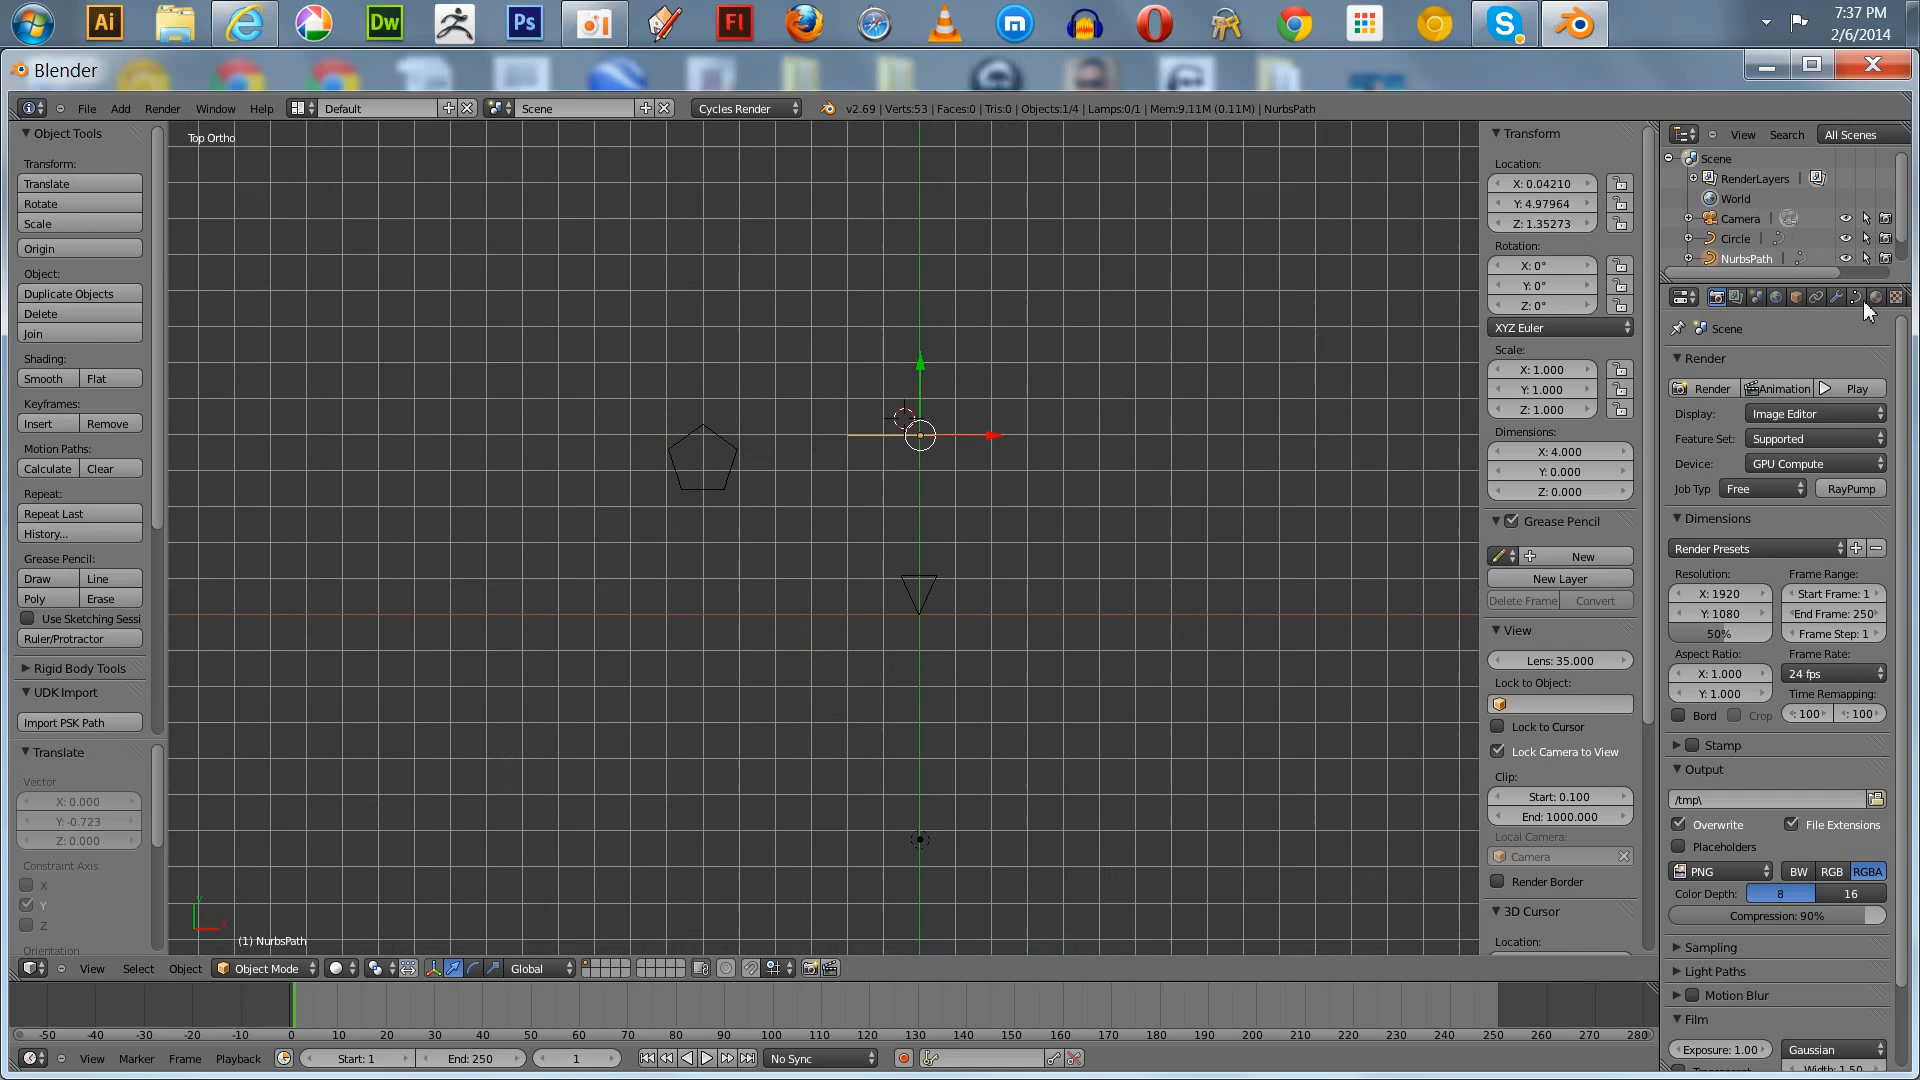 Ai
Dw
Ps
Fl
7:37 PM
2/6/2014
Blender
File Add Render Window Help Default Scene Cycles Render v2.69 | Verts:53 | Faces:0 | Tris:0 | Objects:1/4 | Lamps:0/1 | Mem:9.11M (0.11M) | NurbsPath
Object Tools
Transform:
Translate
Rotate
Scale
Origin
Object:
Duplicate Objects
Delete
Join
Shading:
Smooth Flat
Keyframes:
Insert Remove
Motion Paths:
Calculate Clear
Repeat:
Repeat Last
History...
Grease Pencil:
Draw Line
Poly Erase
Use Sketching Sessi
Ruler/Protractor
Rigid Body Tools
UDK Import
Import PSK Path
Translate
Vector
X: 0.000
Y: -0.723
Z: 0.000
Constraint Axis
X
Y
Z
Orientation
Top Ortho
(1) NurbsPath
Transform
Location:
X: 0.04210
Y: 4.97964
Z: 1.35273
Rotation:
X: 0°
Y: 0°
Z: 0°
XYZ Euler
Scale:
X: 1.000
Y: 1.000
Z: 1.000
Dimensions:
X: 4.000
Y: 0.000
Z: 0.000
Grease Pencil
New
New Layer
Delete Frame Convert
View
Lens: 35.000
Lock to Object:
Lock to Cursor
Lock Camera to View
Clip:
Start: 0.100
End: 1000.000
Local Camera:
Camera
Render Border
3D Cursor
Location:
View Search All Scenes
Scene
RenderLayers
World
Camera
Circle
NurbsPath
Scene
Render
Render Animation Play
Display: Image Editor
Feature Set: Supported
Device: GPU Compute
Job Typ Free RayPump
Dimensions
Render Presets
Resolution: Frame Range:
X: 1920 Start Frame: 1
Y: 1080 End Frame: 250
50% Frame Step: 1
Aspect Ratio: Frame Rate:
X: 1.000 24 fps
Y: 1.000 Time Remapping:
Bord Crop : 100 : 100
Stamp
Output
/tmp\
Overwrite File Extensions
Placeholders
PNG BW RGB RGBA
Color Depth: 8 16
Compression: 90%
Sampling
Light Paths
Motion Blur
Film
Exposure: 1.00 Gaussian
Width: 1.50
View Select Object Object Mode Global
-50 -40 -30 -20 -10 0 10 20 30 40 50 60 70 80 90 100 110 120 130 140 150 160 170 180 190 200 210 220 230 240 250 260 270 280
View Marker Frame Playback Start: 1 End: 250 1 No Sync